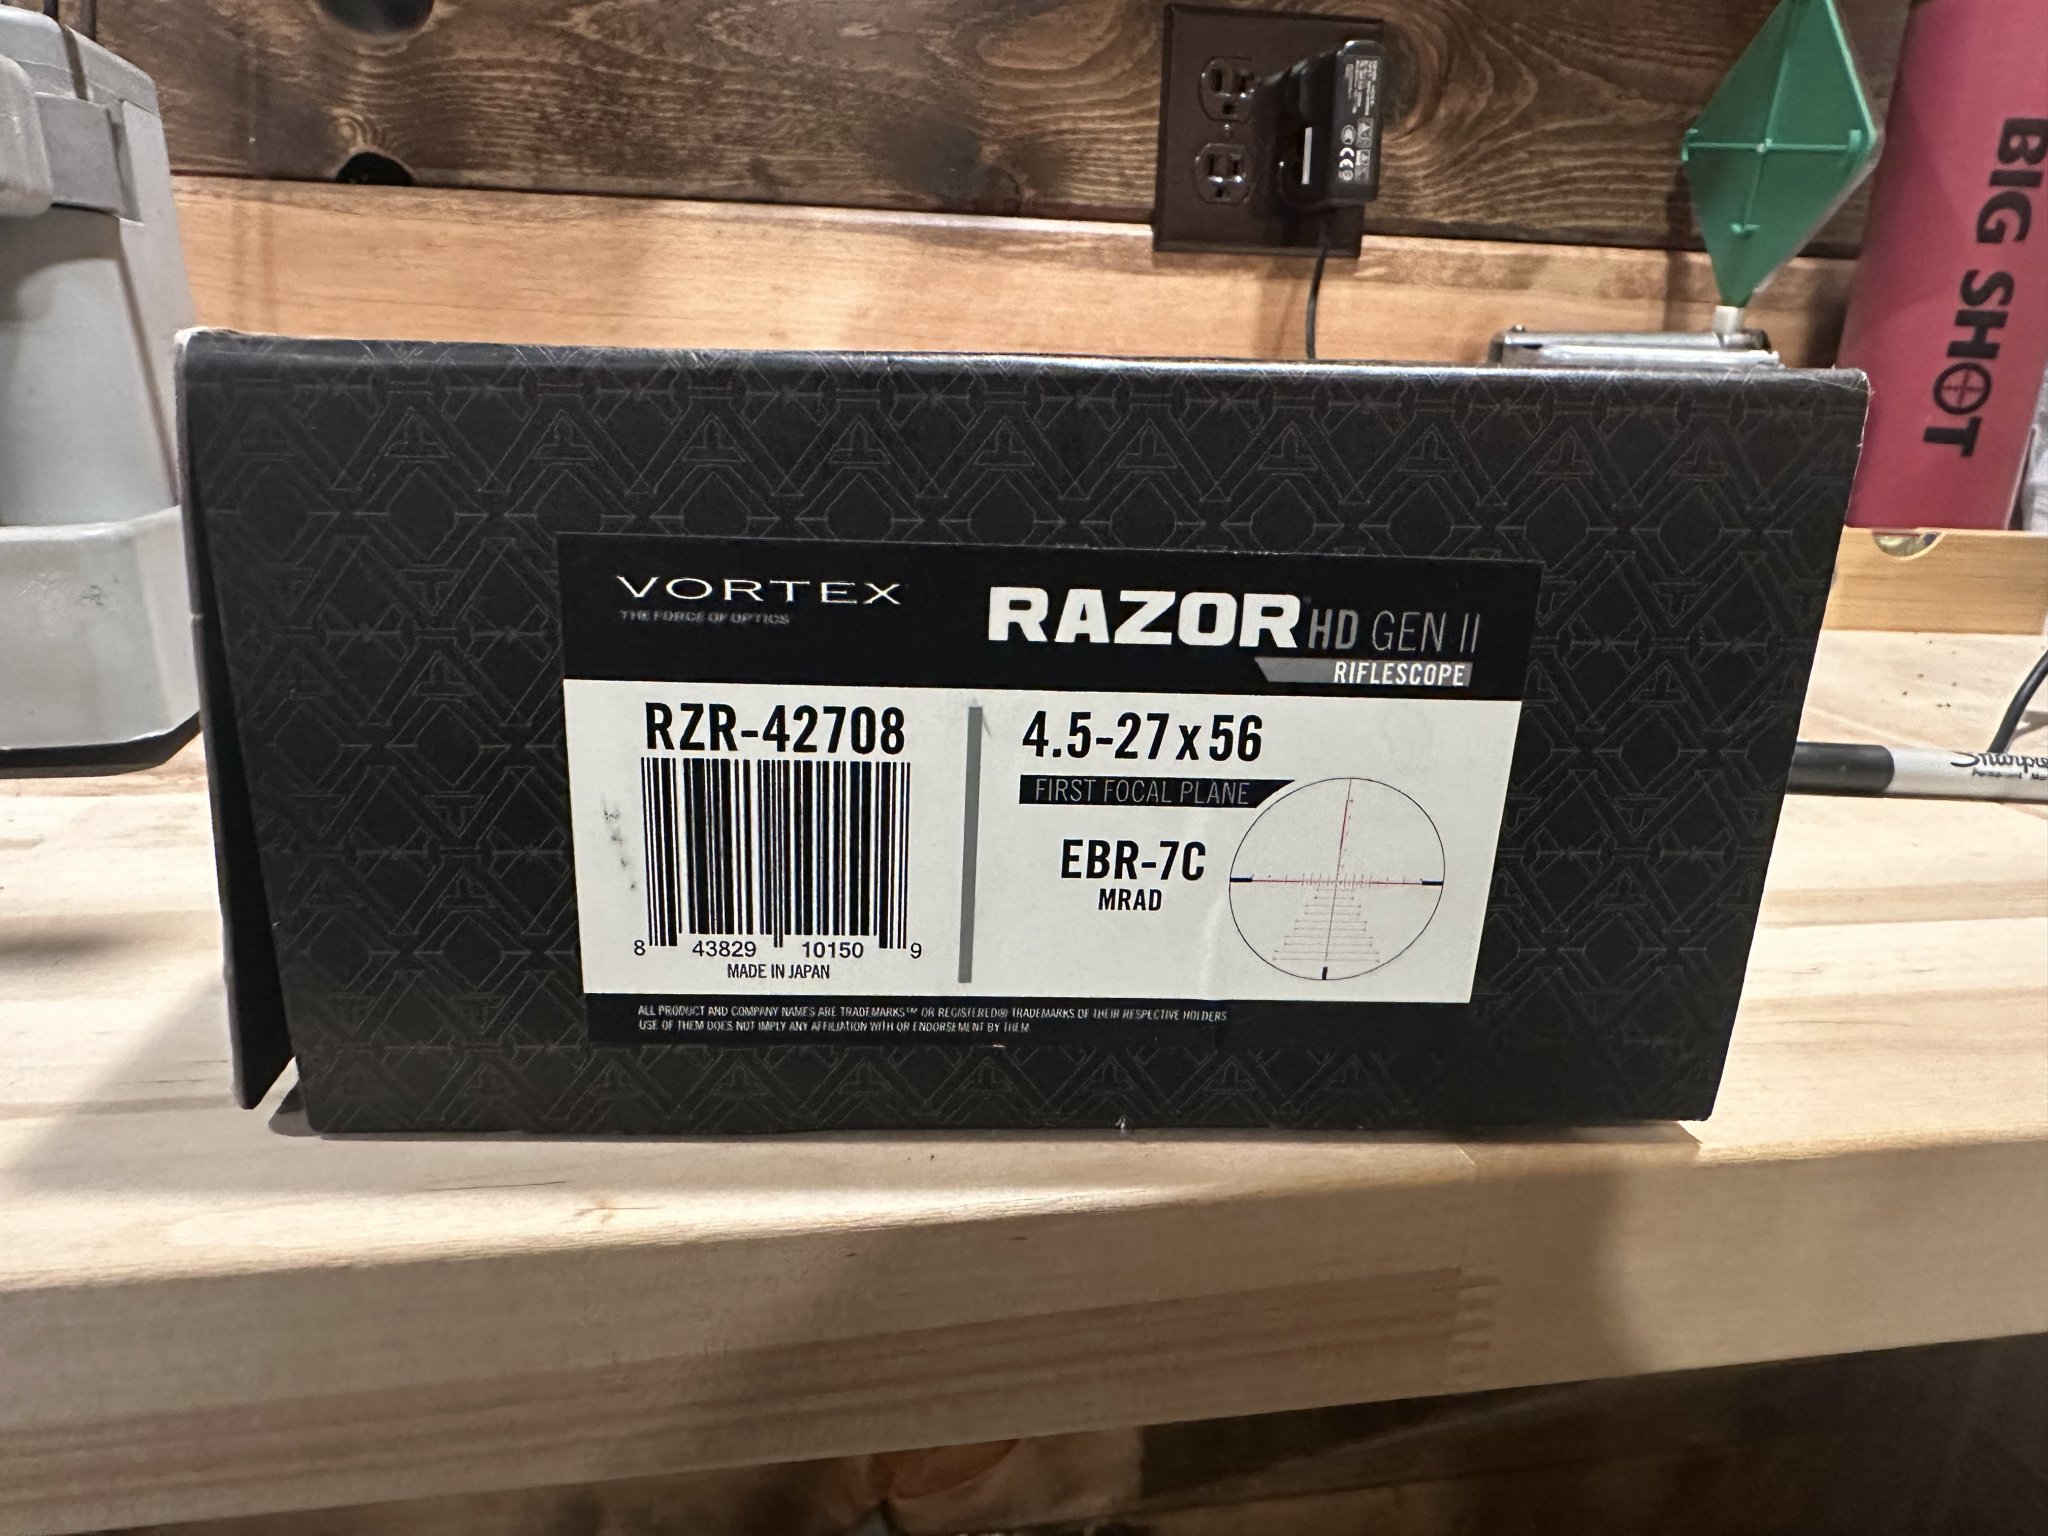 BIG SHOT
VORTEX
THE FORCE OF OPTICS
RAZOR HD GEN II
RIFLESCOPE
RZR-42708
8 43829 10150 9
MADE IN JAPAN
4.5-27x56
FIRST FOCAL PLANE
EBR-7C
MRAD
ALL PRODUCT AND COMPANY NAMES ARE TRADEMARKS™ OR REGISTERED® TRADEMARKS OF THEIR RESPECTIVE HOLDERS.
USE OF THEM DOES NOT IMPLY ANY AFFILIATION WITH OR ENDORSEMENT BY THEM.
Sharpie